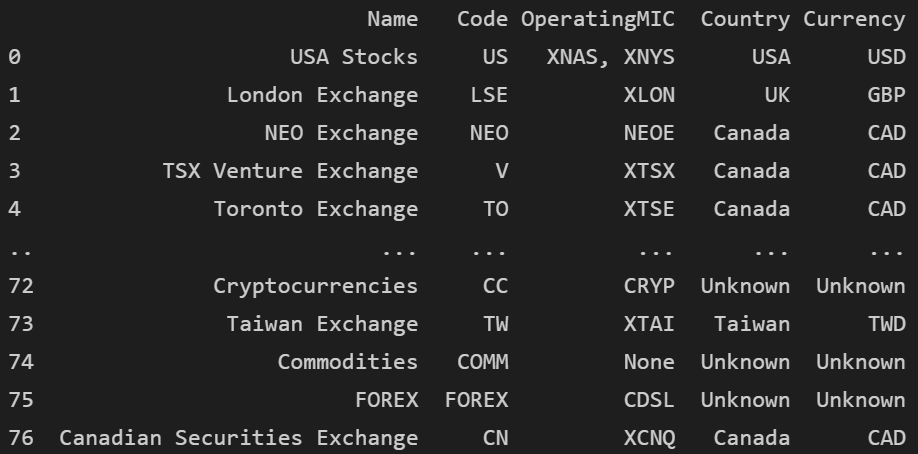 Name Code OperatingMIC Country Currency
0 USA Stocks US XNAS, XNYS USA USD
1 London Exchange LSE XLON UK GBP
2 NEO Exchange NEO NEOE Canada CAD
3 TSX Venture Exchange V XTSX Canada CAD
4 Toronto Exchange TO XTSE Canada CAD
.. ... ... ... ... ...
72 Cryptocurrencies CC CRYP Unknown Unknown
73 Taiwan Exchange TW XTAI Taiwan TWD
74 Commodities COMM None Unknown Unknown
75 FOREX FOREX CDSL Unknown Unknown
76 Canadian Securities Exchange CN XCNQ Canada CAD